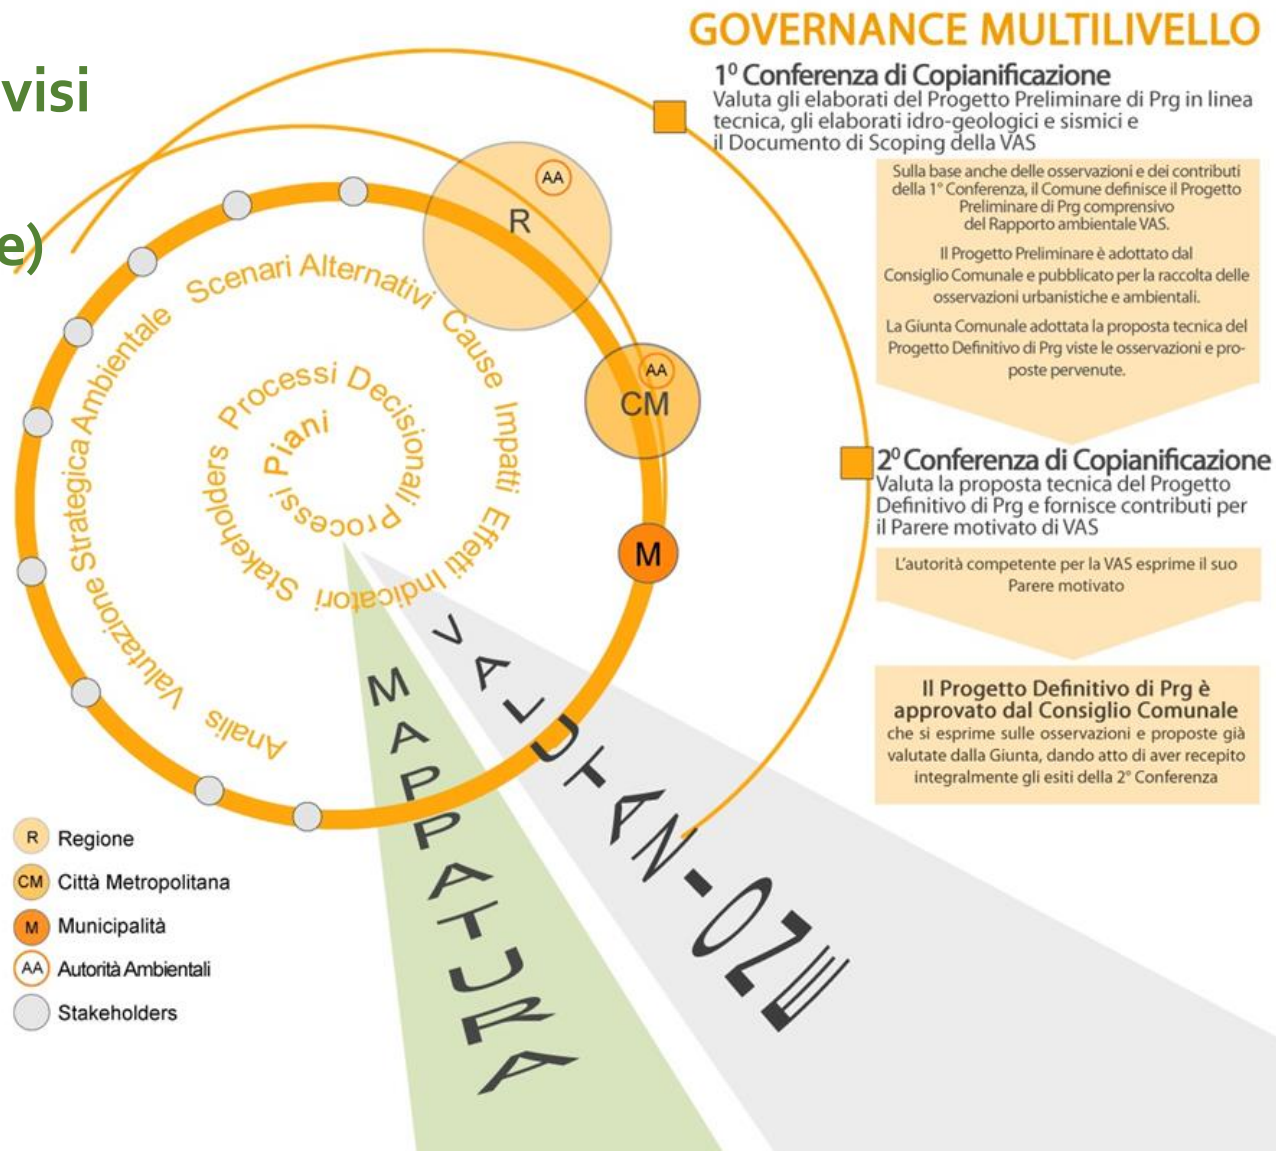 visi
e)
GOVERNANCE MULTILIVELLO
1⁰ Conferenza di Copianificazione
Valuta gli elaborati del Progetto Preliminare di Prg in linea
tecnica, gli elaborati idro-geologici e sismici e
il Documento di Scoping della VAS
Sulla base anche delle osservazioni e dei contributi
della 1° Conferenza, il Comune definisce il Progetto
Preliminare di Prg comprensivo
del Rapporto ambientale VAS.
Il Progetto Preliminare è adottato dal
Consiglio Comunale e pubblicato per la raccolta delle
osservazioni urbanistiche e ambientali.
La Giunta Comunale adottata la proposta tecnica del
Progetto Definitivo di Prg viste le osservazioni e pro-
poste pervenute.
2⁰ Conferenza di Copianificazione
Valuta la proposta tecnica del Progetto
Definitivo di Prg e fornisce contributi per
il Parere motivato di VAS
L'autorità competente per la VAS esprime il suo
Parere motivato
Il Progetto Definitivo di Prg è
approvato dal Consiglio Comunale
che si esprime sulle osservazioni e proposte già
valutate dalla Giunta, dando atto di aver recepito
integralmente gli esiti della 2° Conferenza
AA
R
AA
CM
M
Analis Valutazione Strategica Ambientale Scenari Alternativi Cause Impatti Effetti Indicatori Stakeholders Processi Decisionali Processi Piani
MAPPATURA
VALUTAN-OZW
R Regione
CM Città Metropolitana
M Municipalità
AA Autorità Ambientali
Stakeholders